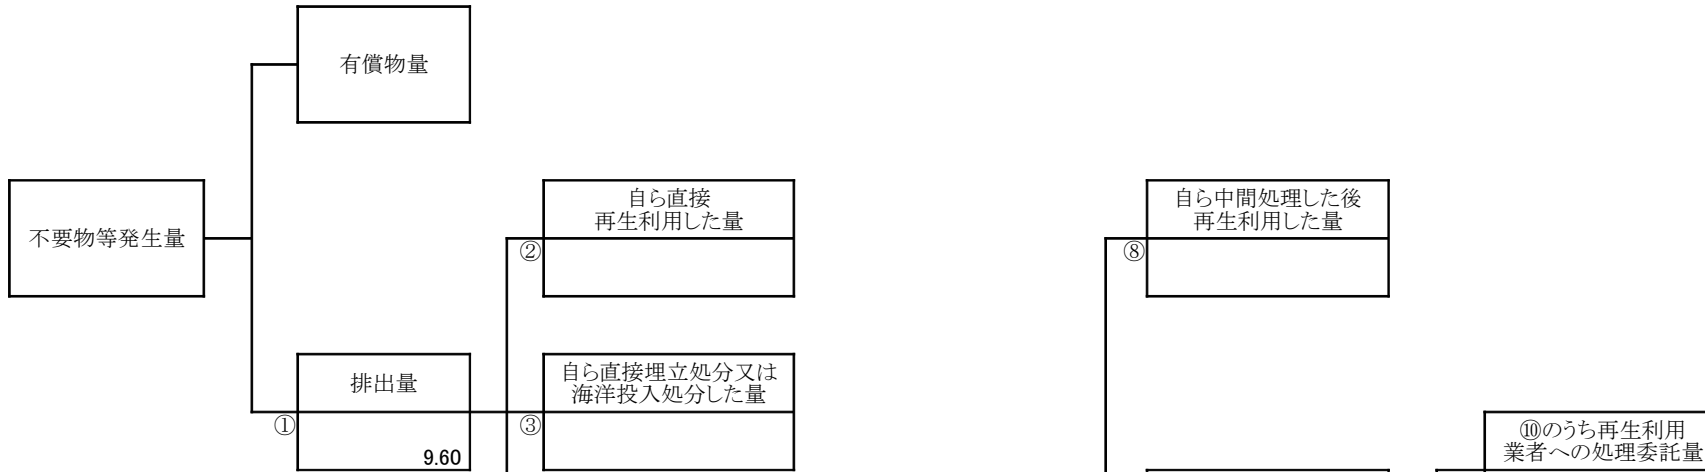 有償物量
不要物等発生量
自ら直接
再生利用した量
②
自ら中間処理した後
再生利用した量
⑧
排出量
①
9.60
自ら直接埋立処分又は
海洋投入処分した量
③
⑩のうち再生利用
業者への処理委託量